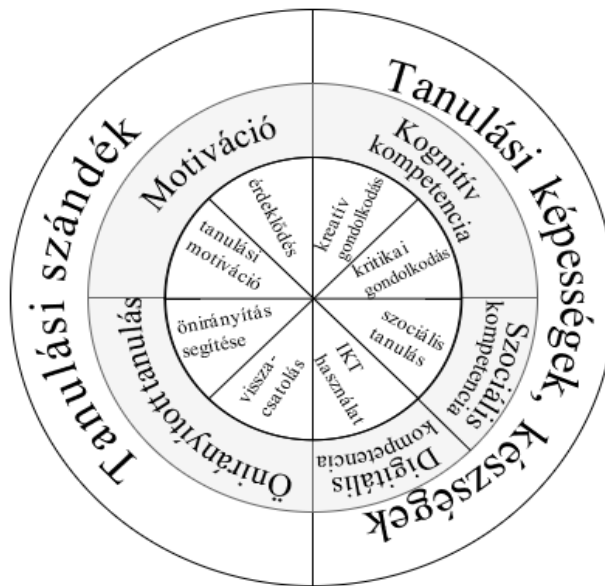 Tanulási szándék
Tanulási képességek, készségek
Motiváció
Kognitív
kompetencia
Szociális
kompetencia
Digitális
kompetencia
Önirányított tanulás
érdeklődés
kreatív
gondolkodás
kritikai
gondolkodás
szociális
tanulás
IKT
használat
vissza-
csatolás
önirányítás
segítése
tanulási
motiváció